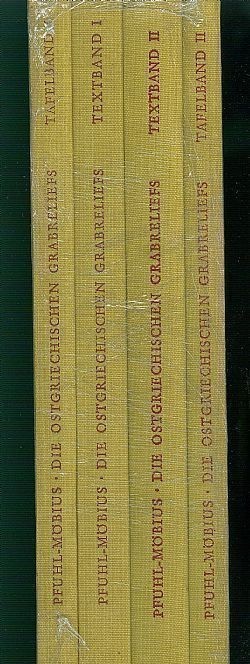 PFUHL-MÖBIUS · DIE OSTGRIECHISCHEN GRABRELIEFS TAFELBAND I
PFUHL-MÖBIUS · DIE OSTGRIECHISCHEN GRABRELIEFS TEXTBAND I
PFUHL-MÖBIUS · DIE OSTGRIECHISCHEN GRABRELIEFS TEXTBAND II
PFUHL-MÖBIUS · DIE OSTGRIECHISCHEN GRABRELIEFS TAFELBAND II